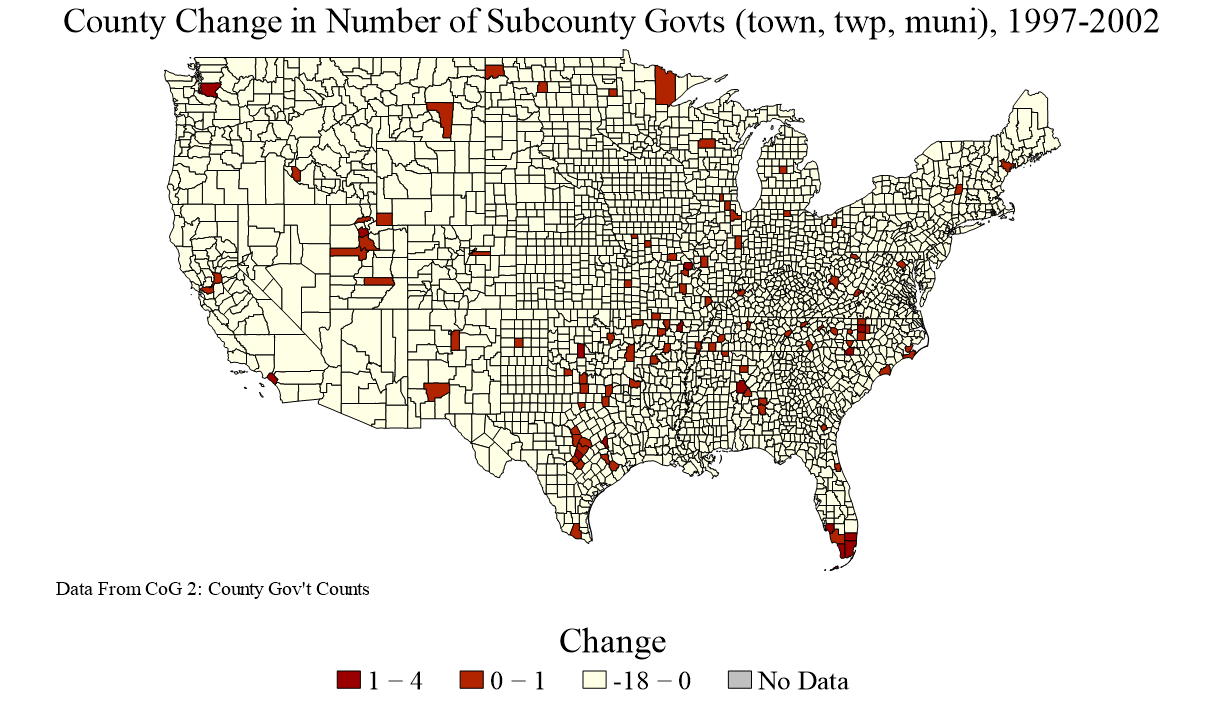 County Change in Number of Subcounty Govts (town, twp, muni), 1997-2002
Data From CoG 2: County Gov't Counts
Change
1 – 4 0 – 1 -18 – 0 No Data